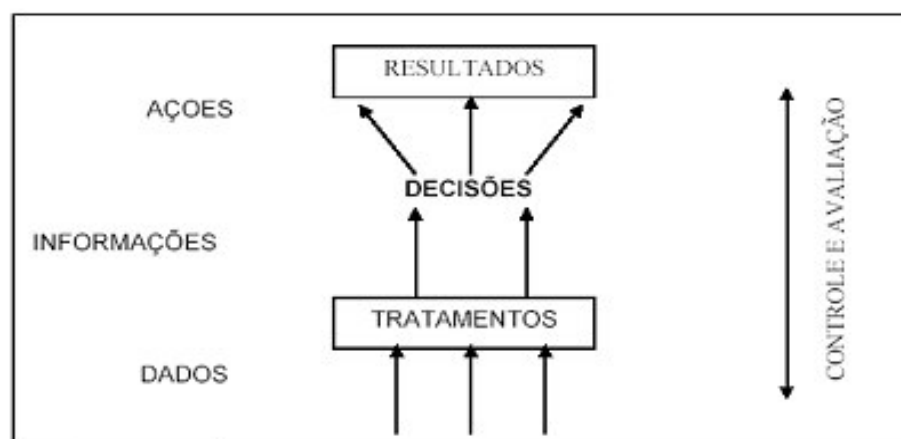 RESULTADOS
AÇOES
DECISÕES
INFORMAÇÕES
TRATAMENTOS
DADOS
CONTROLE E AVALIAÇÃO